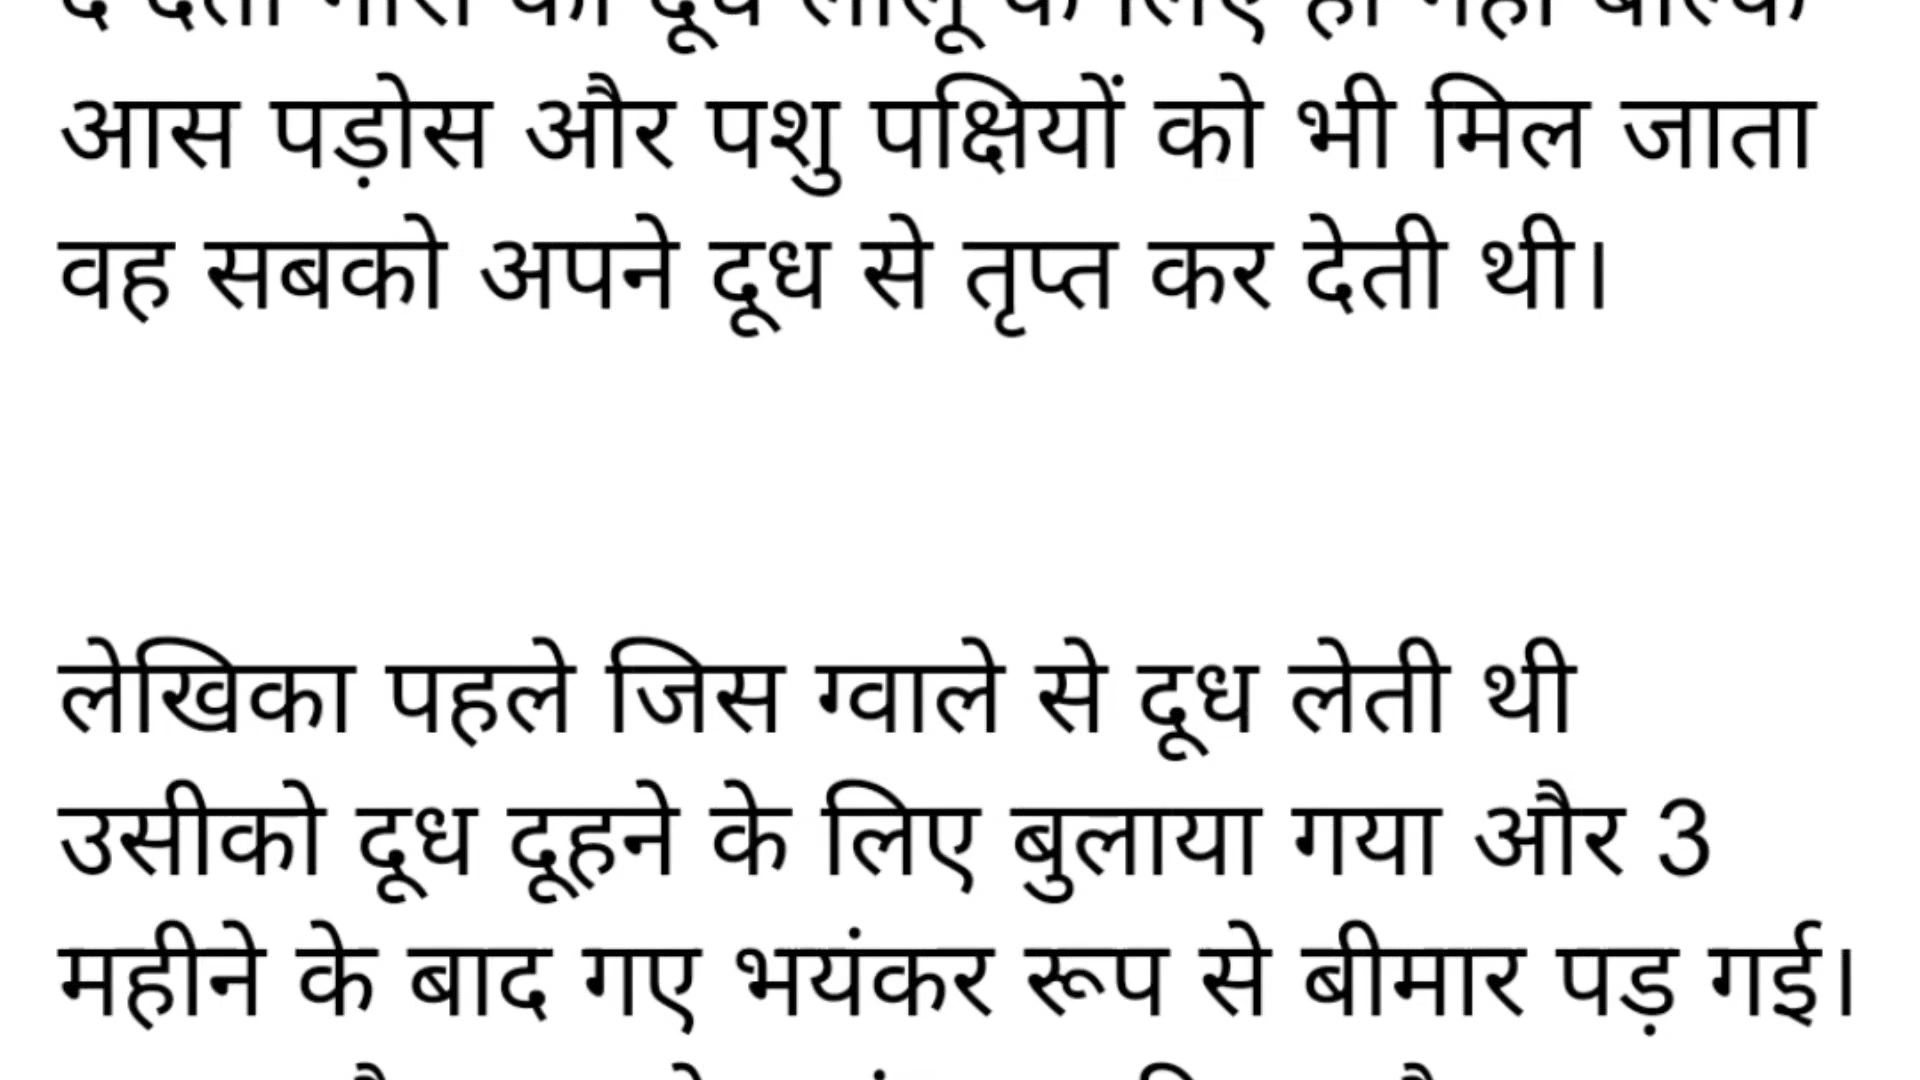 आस पड़ोस और पशु पक्षियों को भी मिल जाता
वह सबको अपने दूध से तृप्त कर देती थी।
लेखिका पहले जिस ग्वाले से दूध लेती थी
उसीको दूध दूहने के लिए बुलाया गया और 3
महीने के बाद गए भयंकर रूप से बीमार पड़ गई।